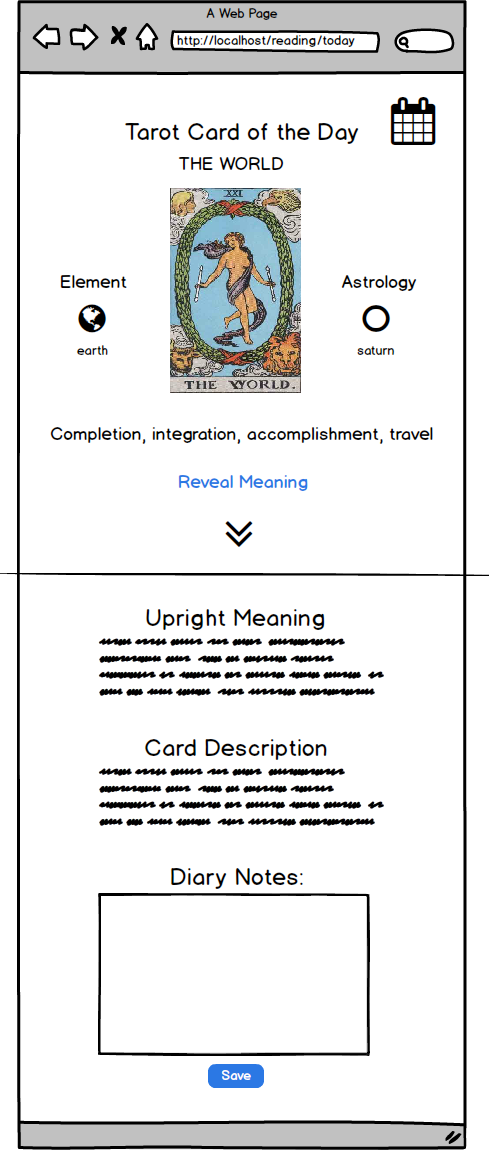 A Web Page
http://localhost/reading/today
Tarot Card of the Day
THE WORLD
XXI
Element
Astrology
earth
saturn
THE WORLD.
Completion, integration, accomplishment, travel
Reveal Meaning
Upright Meaning
Card Description
Diary Notes:
Save